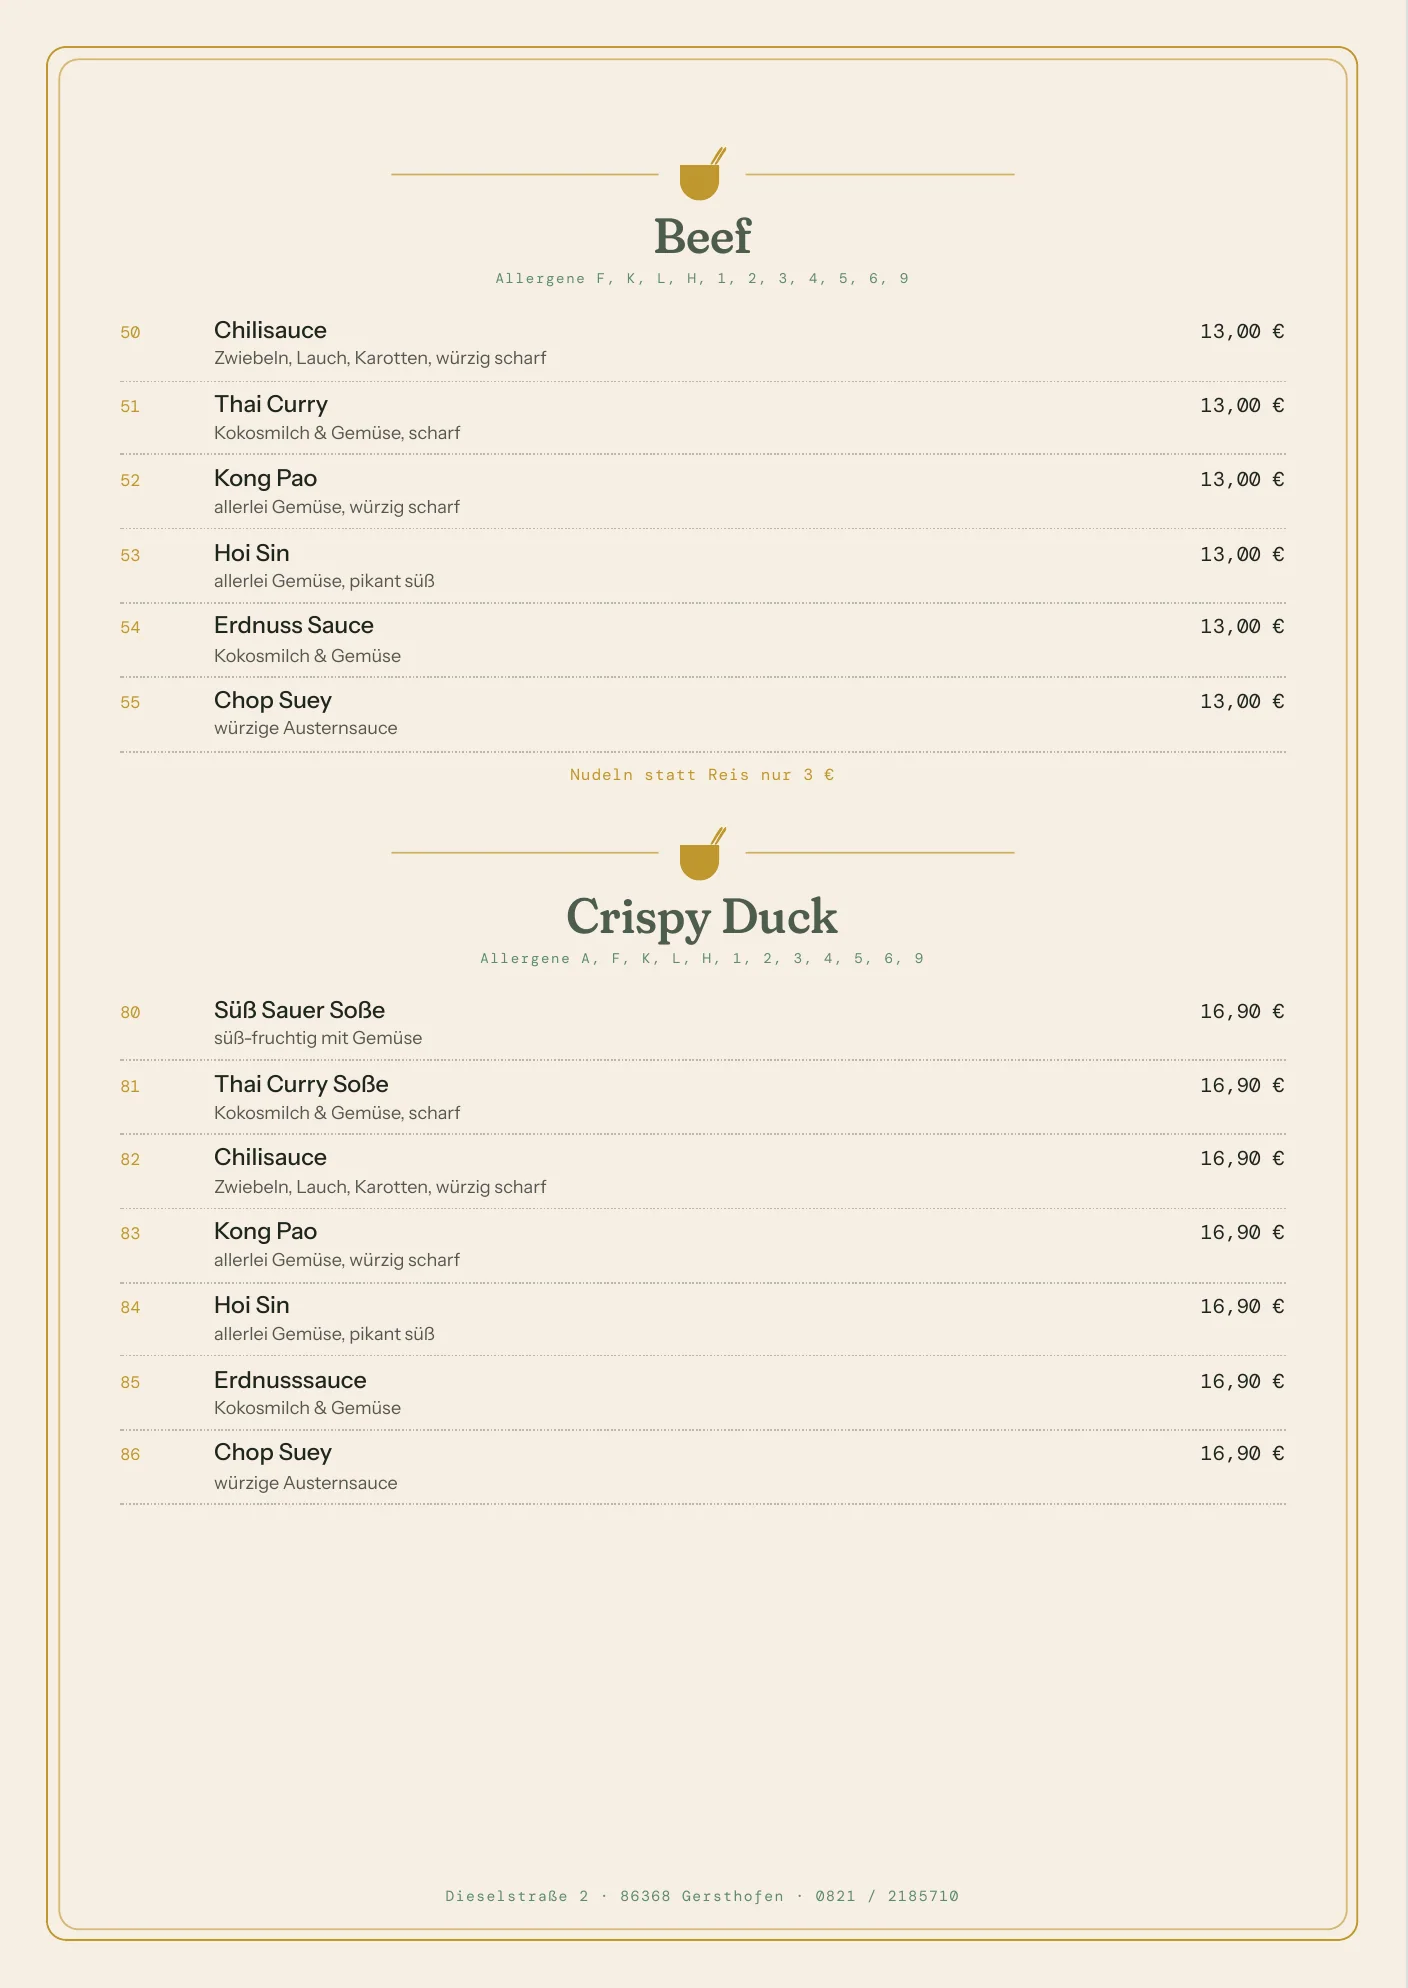 Beef
Allergene F, K, L, H, 1, 2, 3, 4, 5, 6, 9
50 Chilisauce 13,00 €
Zwiebeln, Lauch, Karotten, würzig scharf
51 Thai Curry 13,00 €
Kokosmilch & Gemüse, scharf
52 Kong Pao 13,00 €
allerlei Gemüse, würzig scharf
53 Hoi Sin 13,00 €
allerlei Gemüse, pikant süß
54 Erdnuss Sauce 13,00 €
Kokosmilch & Gemüse
55 Chop Suey 13,00 €
würzige Austernsauce
Nudeln statt Reis nur 3 €
Crispy Duck
Allergene A, F, K, L, H, 1, 2, 3, 4, 5, 6, 9
80 Süß Sauer Soße 16,90 €
süß-fruchtig mit Gemüse
81 Thai Curry Soße 16,90 €
Kokosmilch & Gemüse, scharf
82 Chilisauce 16,90 €
Zwiebeln, Lauch, Karotten, würzig scharf
83 Kong Pao 16,90 €
allerlei Gemüse, würzig scharf
84 Hoi Sin 16,90 €
allerlei Gemüse, pikant süß
85 Erdnusssauce 16,90 €
Kokosmilch & Gemüse
86 Chop Suey 16,90 €
würzige Austernsauce
Dieselstraße 2 · 86368 Gersthofen · 0821 / 2185710